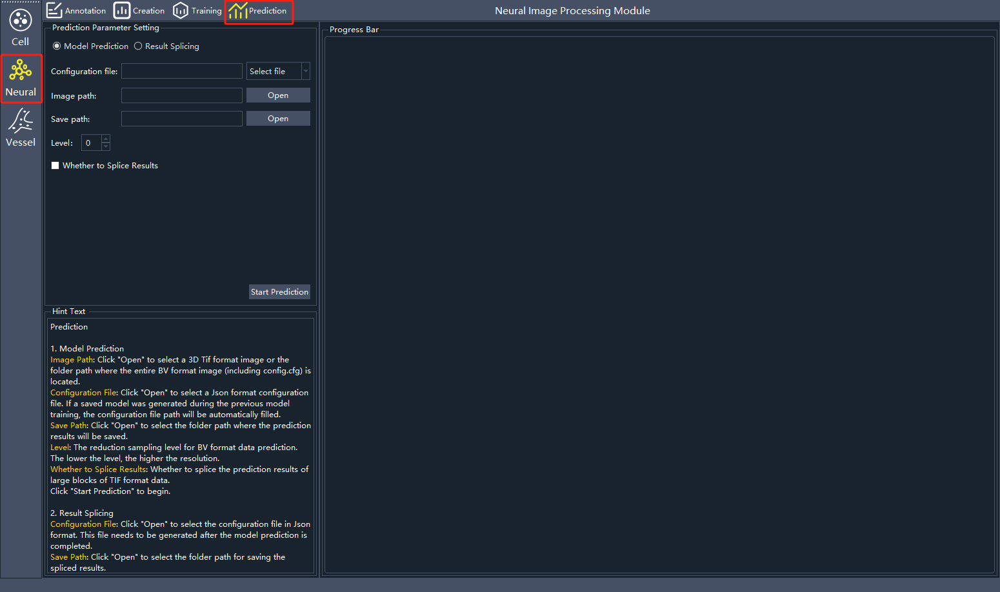 Annotation
Creation
Training
Prediction
Neural Image Processing Module
Cell
Neural
Vessel
Prediction Parameter Setting
Model Prediction
Result Splicing
Configuration file:
Select file
Image path:
Open
Save path:
Open
Level:
0
Whether to Splice Results
Start Prediction
Hint Text
Prediction
1. Model Prediction
Image Path: Click "Open" to select a 3D Tif format image or the
folder path where the entire BV format image (including config.cfg) is
located.
Configuration File: Click "Open" to select a Json format configuration
file. If a saved model was generated during the previous model
training, the configuration file path will be automatically filled.
Save Path: Click "Open" to select the folder path where the prediction
results will be saved.
Level: The reduction sampling level for BV format data prediction.
The lower the level, the higher the resolution.
Whether to Splice Results: Whether to splice the prediction results of
large blocks of TIF format data.
Click "Start Prediction" to begin.
2. Result Splicing
Configuration File: Click "Open" to select the configuration file in Json
format. This file needs to be generated after the model prediction is
completed.
Save Path: Click "Open" to select the folder path for saving the
spliced results.
Progress Bar